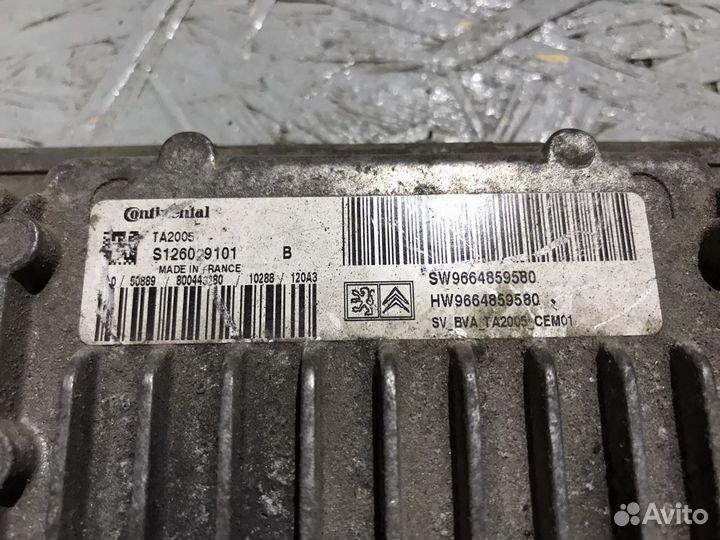 Continental
TA2005
S126029101 B
MADE IN FRANCE
/ 50889 / 10288 / 120A3
SW9664859580
HW9664859580
SV_BVA_TA2005_CEM01
Avito